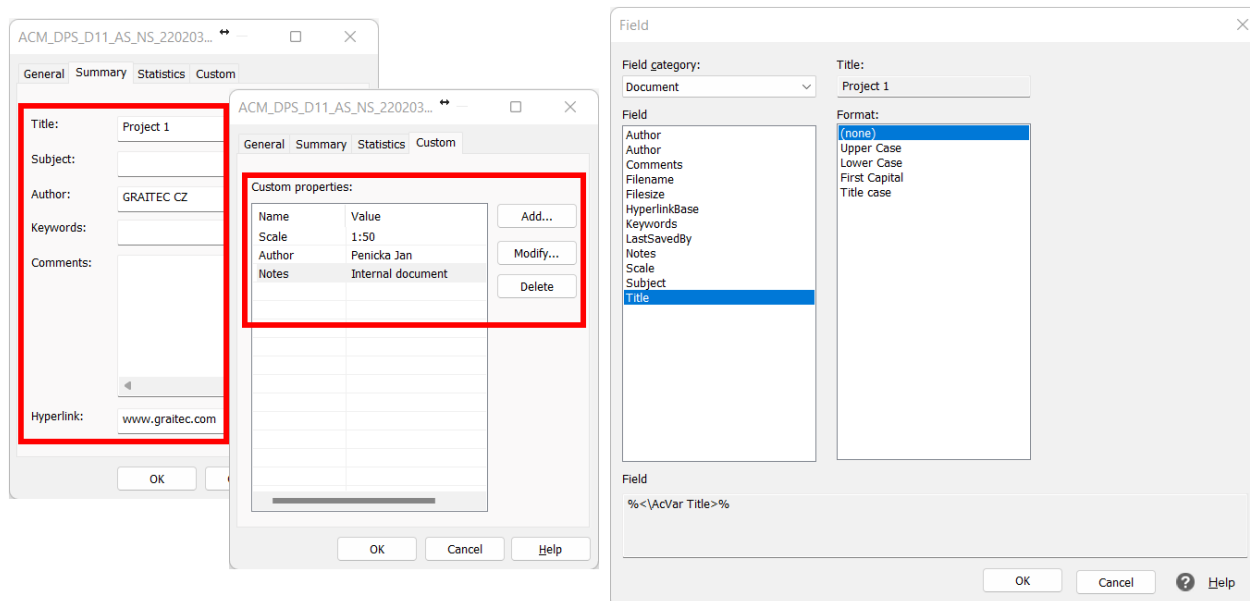 ACM_DPS_D11_AS_NS_220203...
General Summary Statistics Custom
Title: Project 1
Subject:
Author: GRAITEC CZ
Keywords:
Comments:
Hyperlink: www.graitec.com
OK
ACM_DPS_D11_AS_NS_220203...
General Summary Statistics Custom
Custom properties:
Name Value
Scale 1:50
Author Penicka Jan
Notes Internal document
Add...
Modify...
Delete
OK Cancel Help
Field
Field category:
Document
Title:
Project 1
Field
Author
Author
Comments
Filename
Filesize
HyperlinkBase
Keywords
LastSavedBy
Notes
Scale
Subject
Title
Format:
(none)
Upper Case
Lower Case
First Capital
Title case
Field
%<\AcVar Title>%
OK Cancel ? Help